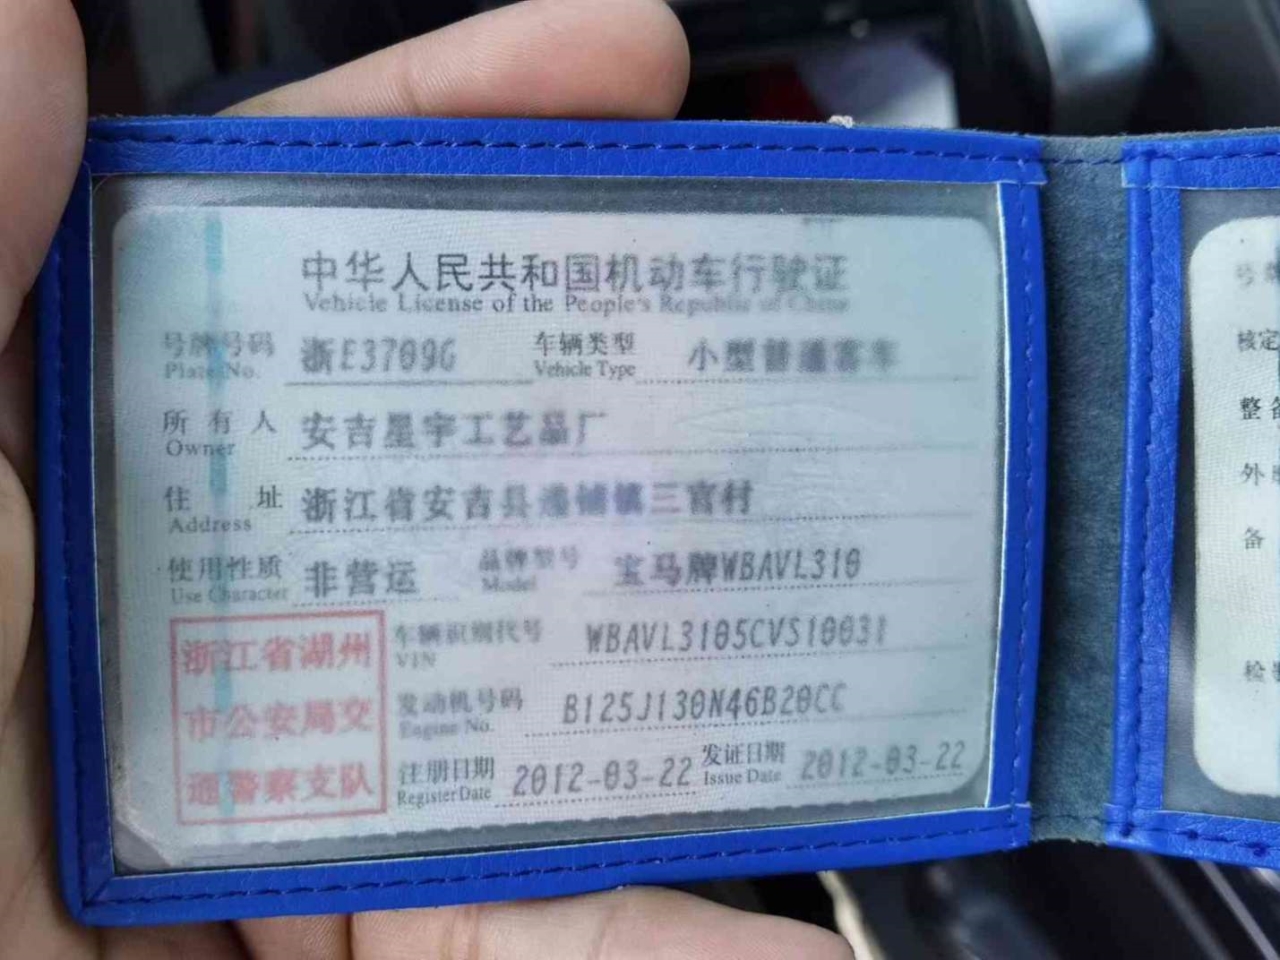 中华人民共和国机动车行驶证
Vehicle License of the People's Republic of China
号牌号码 浙E3709G 车辆类型 小型普通客车
Plate No. Vehicle Type
所有人 安吉星宇工艺品厂
Owner
住址 浙江省安吉县递铺镇三官村
Address
使用性质 非营运 品牌型号 宝马牌WBAVL310
Use Character Model
浙江省湖州
市公安局交
通警察支队
车辆识别代号 WBAVL3105CVS10031
VIN
发动机号码 B125J130N46B20CC
Engine No.
注册日期 2012-03-22 发证日期 2012-03-22
Register Date Issue Date
号
核定
整备
外
备
检